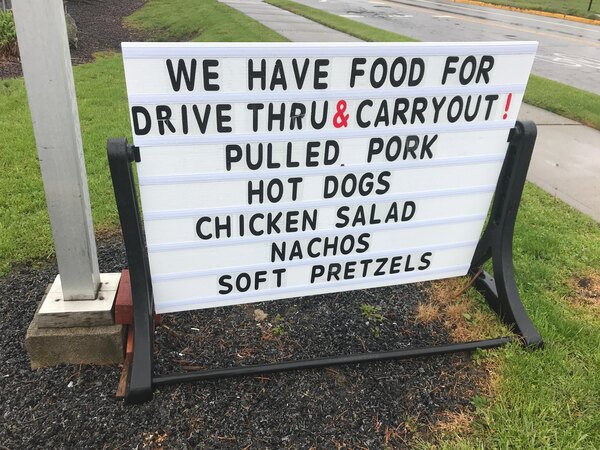 WE HAVE FOOD FOR
DRIVE THRU & CARRYOUT!
PULLED. PORK
HOT DOGS
CHICKEN SALAD
NACHOS
SOFT PRETZELS